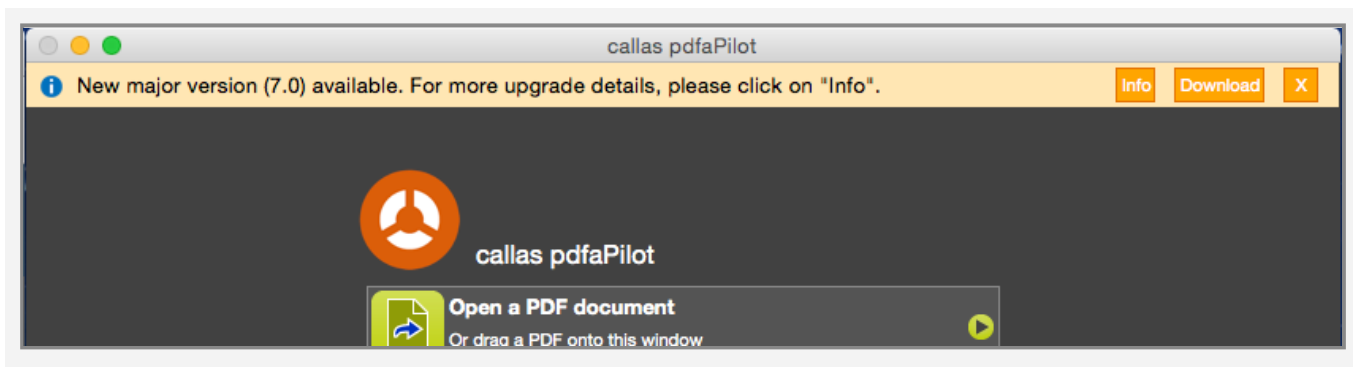 callas pdfaPilot
New major version (7.0) available. For more upgrade details, please click on "Info". Info Download X
callas pdfaPilot
Open a PDF document
Or drag a PDF onto this window